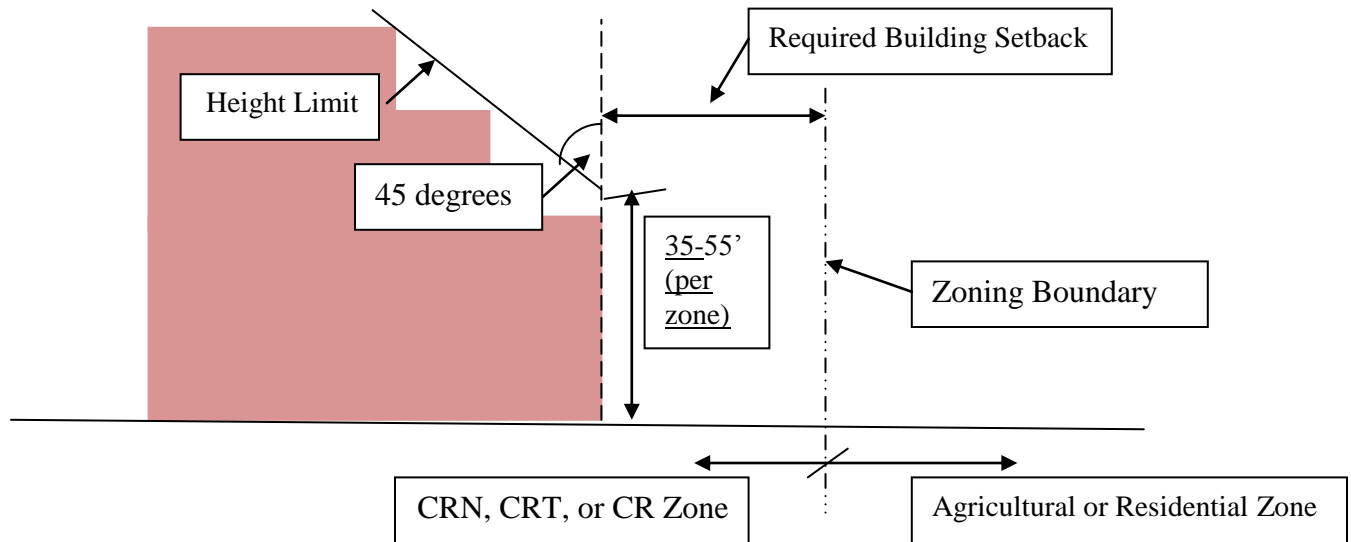 Required Building Setback
Height Limit
45 degrees
35-55’
(per
zone)
Zoning Boundary
CRN, CRT, or CR Zone
Agricultural or Residential Zone